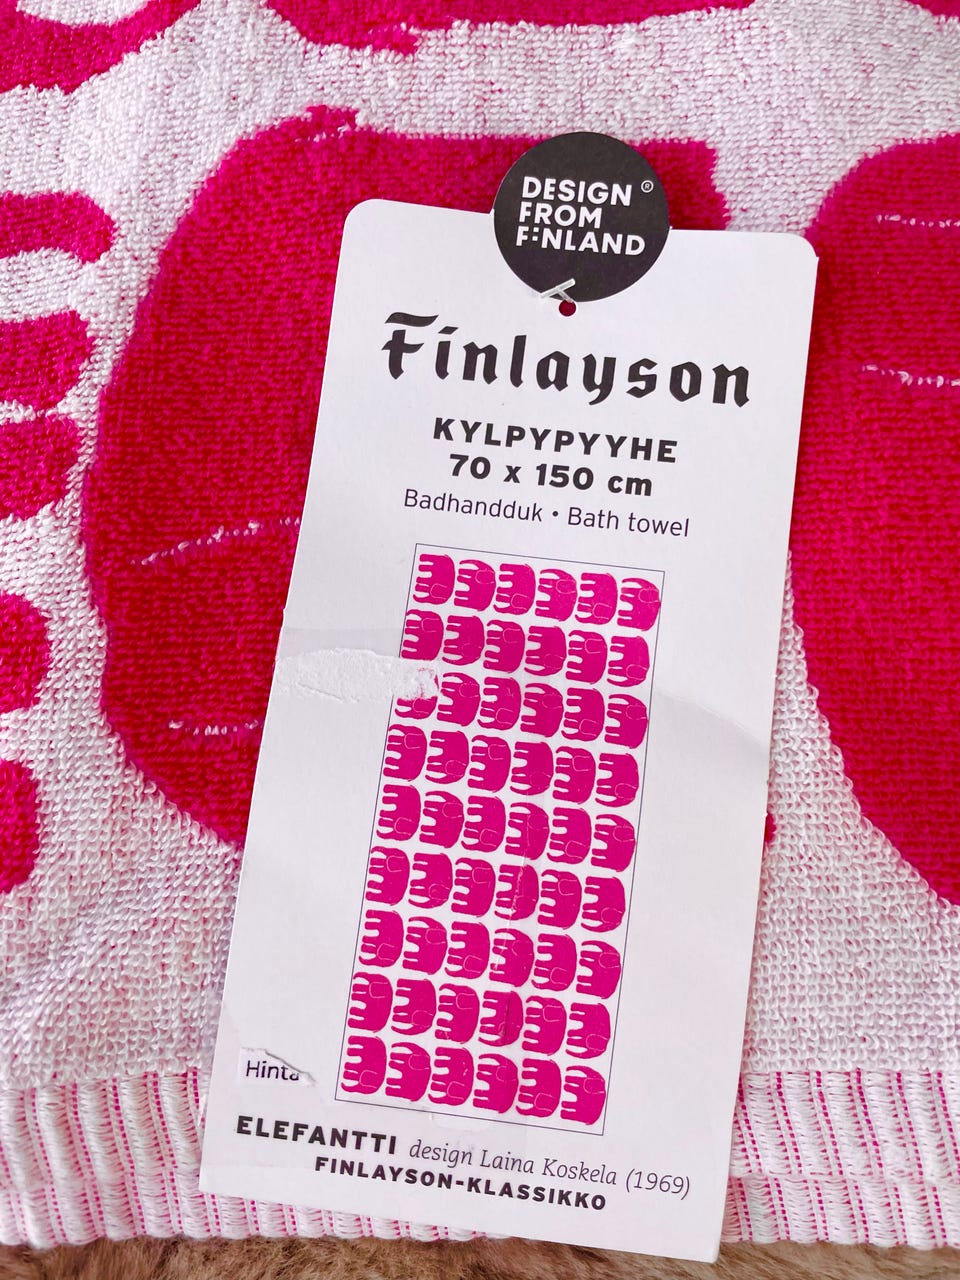 DESIGN ®
FROM
FINLAND
Finlayson
KYLPYPYYHE
70 x 150 cm
Badhandduk • Bath towel
Hinta
ELEFANTTI design Laina Koskela (1969)
FINLAYSON-KLASSIKKO